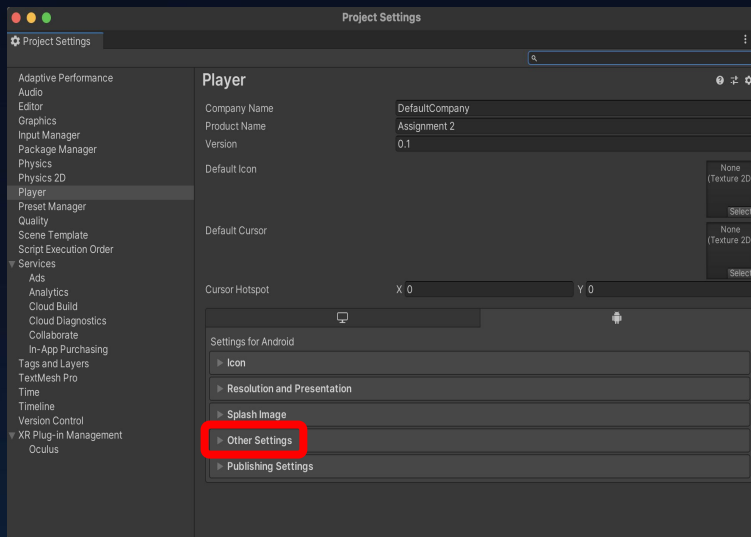 Project Settings
Project Settings
Adaptive Performance
Audio
Editor
Graphics
Input Manager
Package Manager
Physics
Physics 2D
Player
Preset Manager
Quality
Scene Template
Script Execution Order
Services
Ads
Analytics
Cloud Build
Cloud Diagnostics
Collaborate
In-App Purchasing
Tags and Layers
TextMesh Pro
Time
Timeline
Version Control
XR Plug-in Management
Oculus
Player
Company Name DefaultCompany
Product Name Assignment 2
Version 0.1
Default Icon
None
(Texture 2D
Select
Default Cursor
None
(Texture 2D
Select
Cursor Hotspot X 0 Y 0
Settings for Android
Icon
Resolution and Presentation
Splash Image
Other Settings
Publishing Settings